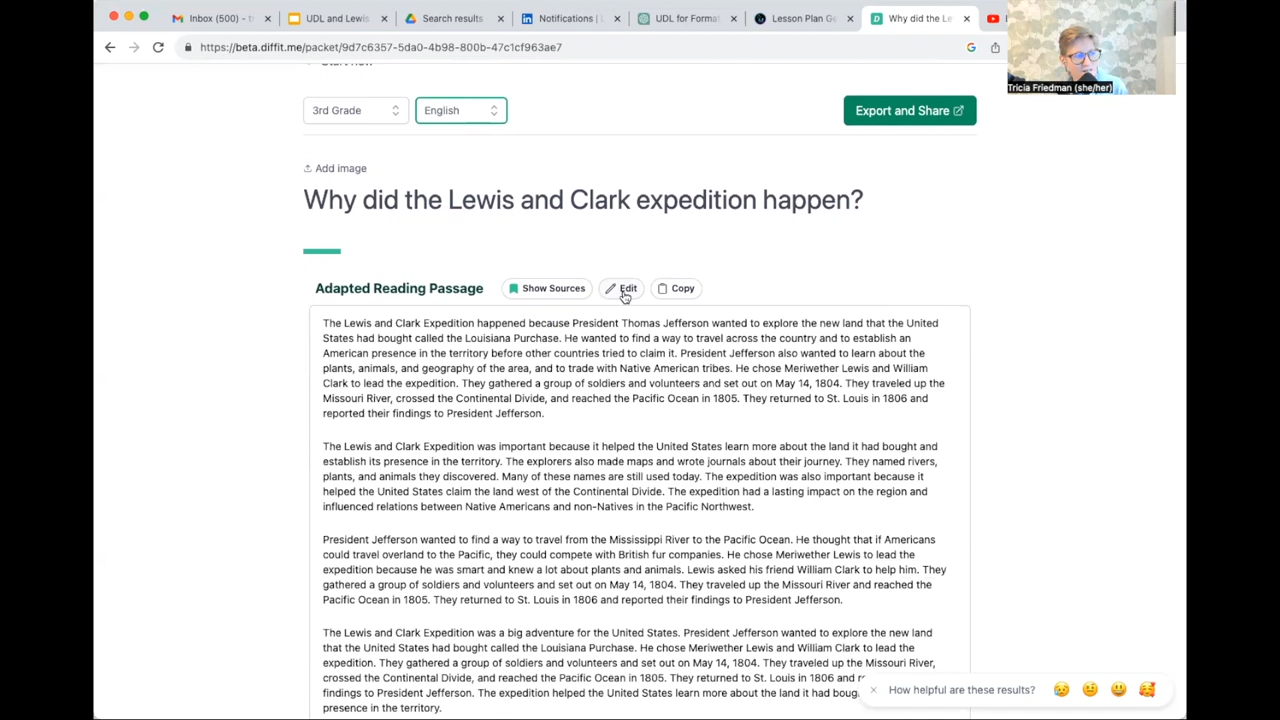 Inbox (500) - t
UDL and Lewis
Search results
Notifications | L
UDL for Forma
Lesson Plan Ge
Why did the Le
https://beta.diffit.me/packet/9d7c6357-5da0-4b98-800b-47c1cf963ae7
Tricia Friedman (she/her)
3rd Grade
English
Export and Share
Add image
Why did the Lewis and Clark expedition happen?
Adapted Reading Passage
Show Sources
Edit
Copy
The Lewis and Clark Expedition happened because President Thomas Jefferson wanted to explore the new land that the United
States had bought called the Louisiana Purchase. He wanted to find a way to travel across the country and to establish an
American presence in the territory before other countries tried to claim it. President Jefferson also wanted to learn about the
plants, animals, and geography of the area, and to trade with Native American tribes. He chose Meriwether Lewis and William
Clark to lead the expedition. They gathered a group of soldiers and volunteers and set out on May 14, 1804. They traveled up the
Missouri River, crossed the Continental Divide, and reached the Pacific Ocean in 1805. They returned to St. Louis in 1806 and
reported their findings to President Jefferson.
The Lewis and Clark Expedition was important because it helped the United States learn more about the land it had bought and
establish its presence in the territory. The explorers also made maps and wrote journals about their journey. They named rivers,
plants, and animals they discovered. Many of these names are still used today. The expedition was also important because it
helped the United States claim the land west of the Continental Divide. The expedition had a lasting impact on the region and
influenced relations between Native Americans and non-Natives in the Pacific Northwest.
President Jefferson wanted to find a way to travel from the Mississippi River to the Pacific Ocean. He thought that if Americans
could travel overland to the Pacific, they could compete with British fur companies. He chose Meriwether Lewis to lead the
expedition because he was smart and knew a lot about plants and animals. Lewis asked his friend William Clark to help him. They
gathered a group of soldiers and volunteers and set out on May 14, 1804. They traveled up the Missouri River and reached the
Pacific Ocean in 1805. They returned to St. Louis in 1806 and reported their findings to President Jefferson.
The Lewis and Clark Expedition was a big adventure for the United States. President Jefferson wanted to explore the new land
that the United States had bought called the Louisiana Purchase. He chose Meriwether Lewis and William Clark to lead the
expedition. They gathered a group of soldiers and volunteers and set out on May 14, 1804. They traveled up the Missouri River,
crossed the Continental Divide, and reached the Pacific Ocean in 1805. They returned to St. Louis in 1806 and re
findings to President Jefferson. The expedition helped the United States learn more about the land it had boug
presence in the territory.
How helpful are these results?